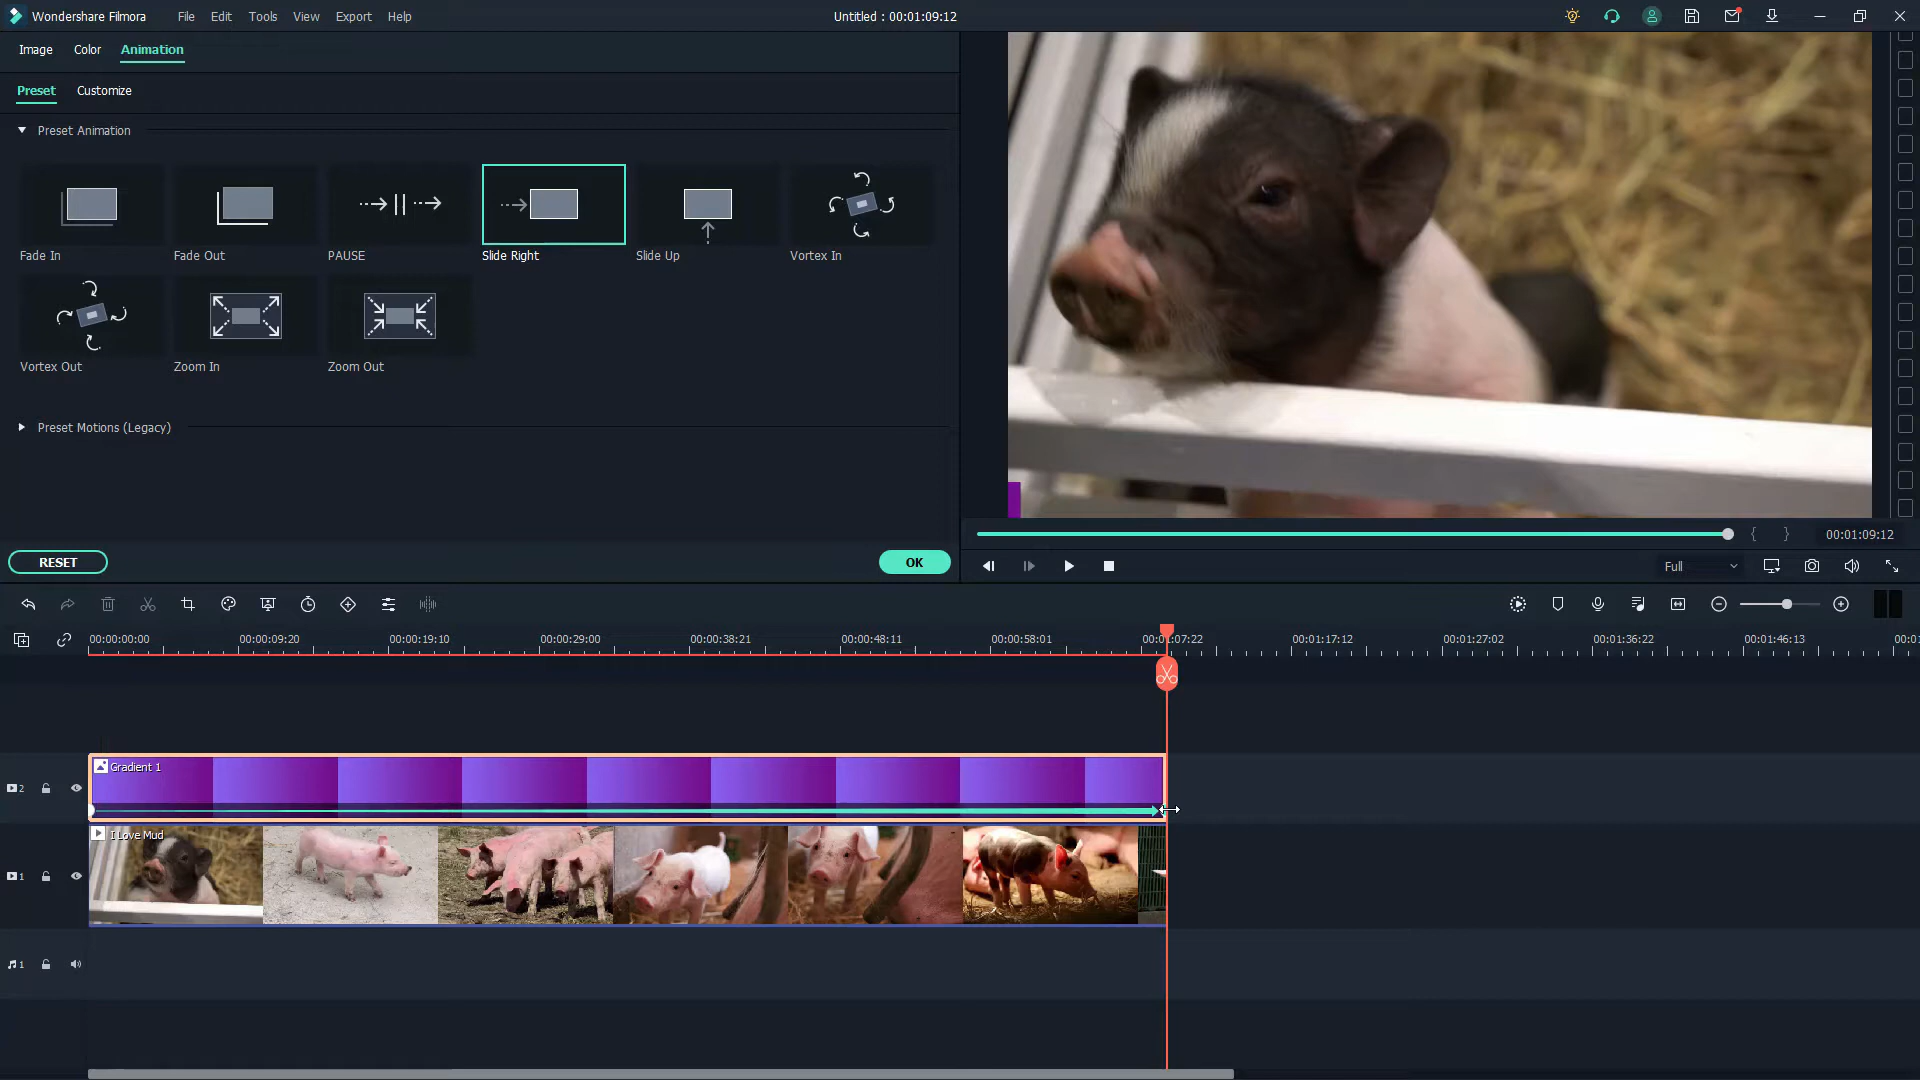 Wondershare Filmora File Edit Tools View Export Help Untitled : 00:01:09:12
Image Color Animation
Preset Customize
Preset Animation
Fade In Fade Out PAUSE Slide Right Slide Up Vortex In
Vortex Out Zoom In Zoom Out
Preset Motions (Legacy)
RESET OK
00:01:09:12
Full
00:00:00:00 00:00:09:20 00:00:19:10 00:00:29:00 00:00:38:21 00:00:48:11 00:00:58:01 00:01:07:22 00:01:17:12 00:01:27:02 00:01:36:22 00:01:46:13 00:0
Gradient 1
2
I Love Mud
1
1